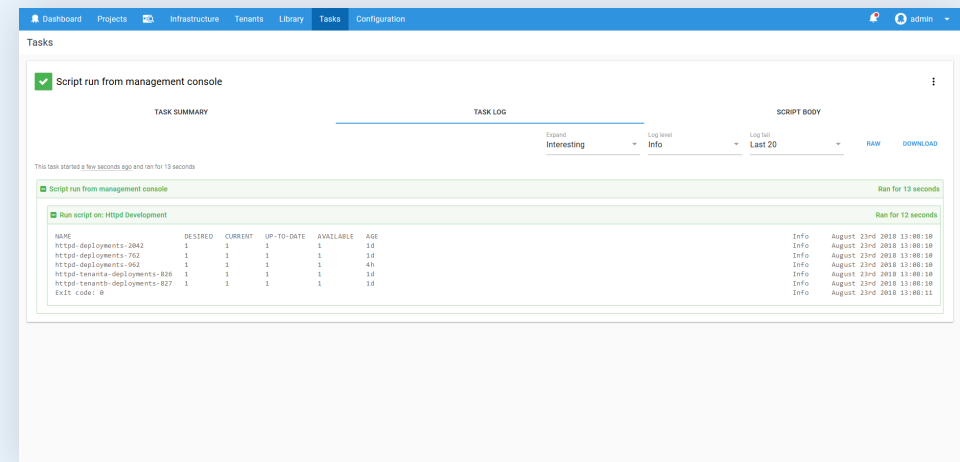 Dashboard Projects Infrastructure Tenants Library Tasks Configuration admin
Tasks
Script run from management console
TASK SUMMARY TASK LOG SCRIPT BODY
Expand Log level Log tail
Interesting Info Last 20 RAW DOWNLOAD
This task started a few seconds ago and ran for 13 seconds
Script run from management console Ran for 13 seconds
Run script on: Httpd Development Ran for 12 seconds
NAME DESIRED CURRENT UP-TO-DATE AVAILABLE AGE Info August 23rd 2018 13:08:10
httpd-deployments-2042 1 1 1 1 1d Info August 23rd 2018 13:08:10
httpd-deployments-762 1 1 1 1 1d Info August 23rd 2018 13:08:10
httpd-deployments-962 1 1 1 1 4h Info August 23rd 2018 13:08:10
httpd-tenanta-deployments-826 1 1 1 1 1d Info August 23rd 2018 13:08:10
httpd-tenantb-deployments-827 1 1 1 1 1d Info August 23rd 2018 13:08:10
Exit code: 0 Info August 23rd 2018 13:08:11